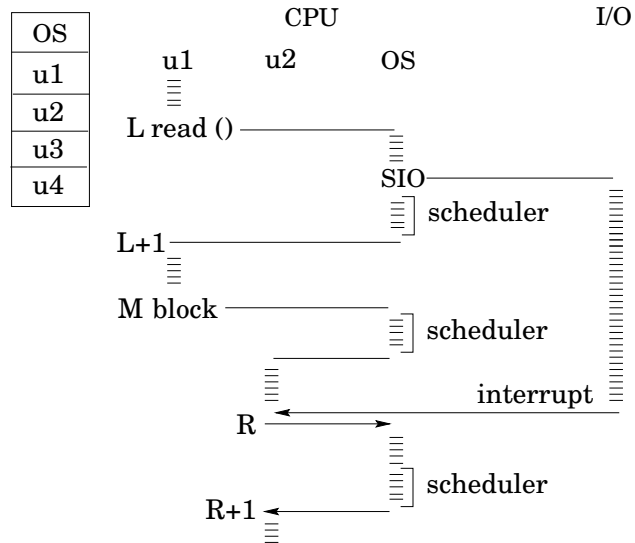 CPU I/O
OS
u1
u2
u3
u4
u1 u2 OS
L read ()
SIO
scheduler
L+1
M block
scheduler
interrupt
R
scheduler
R+1